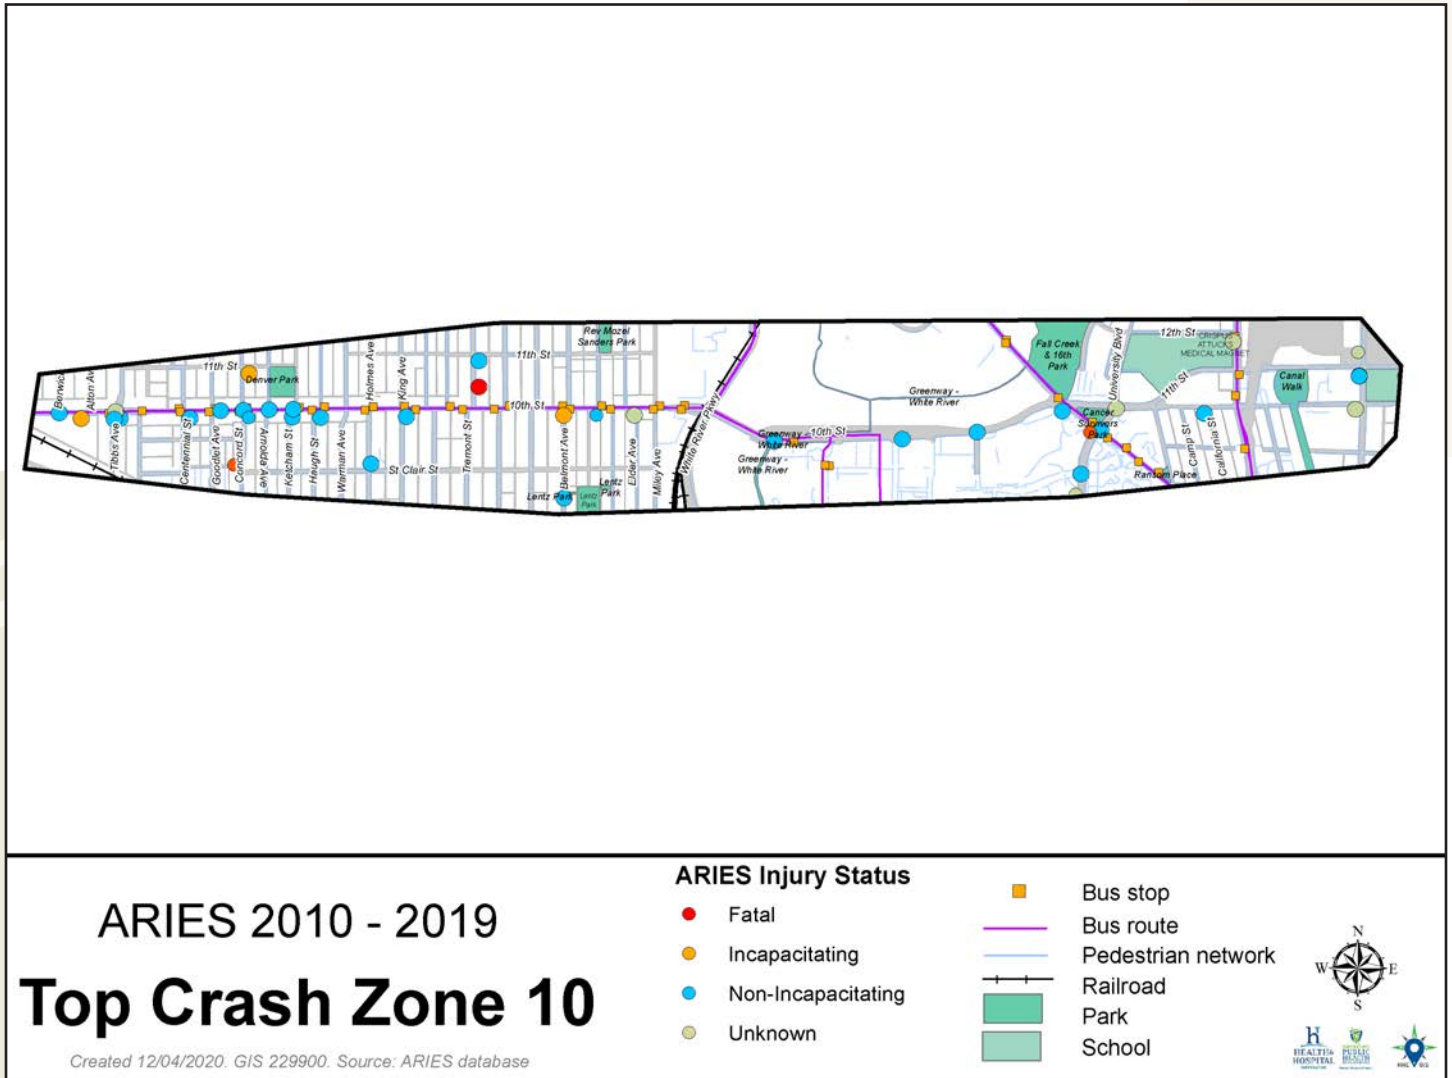 12th St
CRISPUS
ATTUCKS
MEDICAL MAGNET
Rev Mozel
Sanders Park
Fall Creek
& 16th
Park
University Blvd
11th St
11th St
11th St
Denver Park
Holmes Ave
King Ave
Canal
Walk
Berwick
Alton Av
Greenway -
White River
10th St
White River Pkwy
Cancer
Survivors
Park
Greenway -
White River
10th St
Greenway -
White River
Tibbs Ave
Centennial St
Goodlet Ave
Concord St
Arnolda Ave
Ketcham St
Haugh St
Warman Ave
St Clair St
Tremont St
Belmont Ave
Elder Ave
Miley Ave
Camp St
California St
Ransom Place
Lentz Park
Lentz
Park
Lentz
Park
ARIES 2010 - 2019
Top Crash Zone 10
Created 12/04/2020. GIS 229900. Source: ARIES database
ARIES Injury Status
Fatal
Incapacitating
Non-Incapacitating
Unknown
Bus stop
Bus route
Pedestrian network
Railroad
Park
School
N
W
E
S
HEALTH &
HOSPITAL
PUBLIC
HEALTH